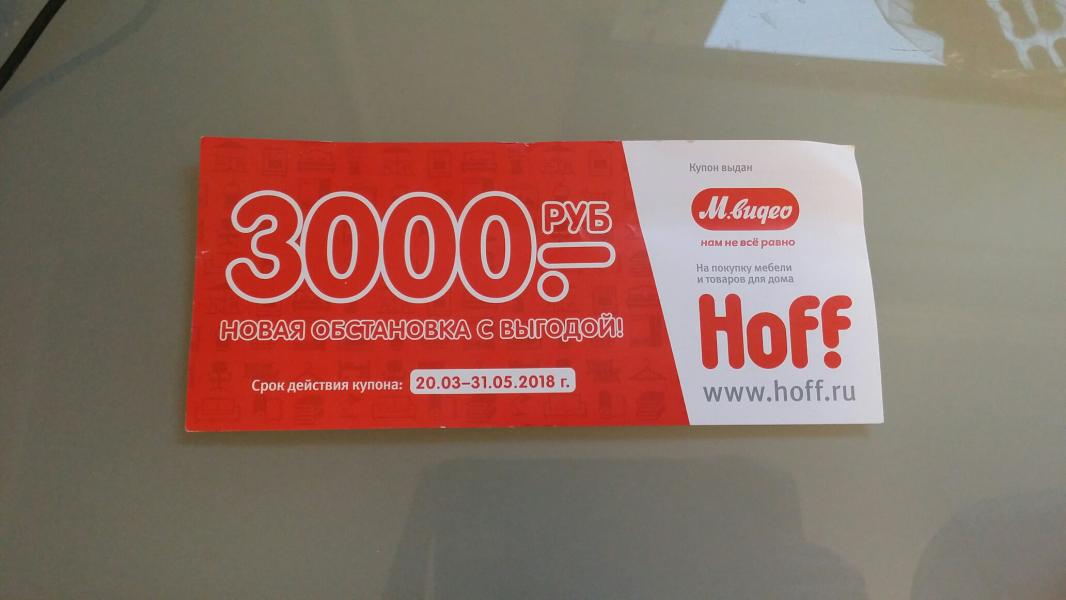 3000.- РУБ
НОВАЯ ОБСТАНОВКА С ВЫГОДОЙ!
Срок действия купона: 20.03–31.05.2018 г.
Купон выдан
М.видео
нам не всё равно
На покупку мебели
и товаров для дома
Hoff
www.hoff.ru